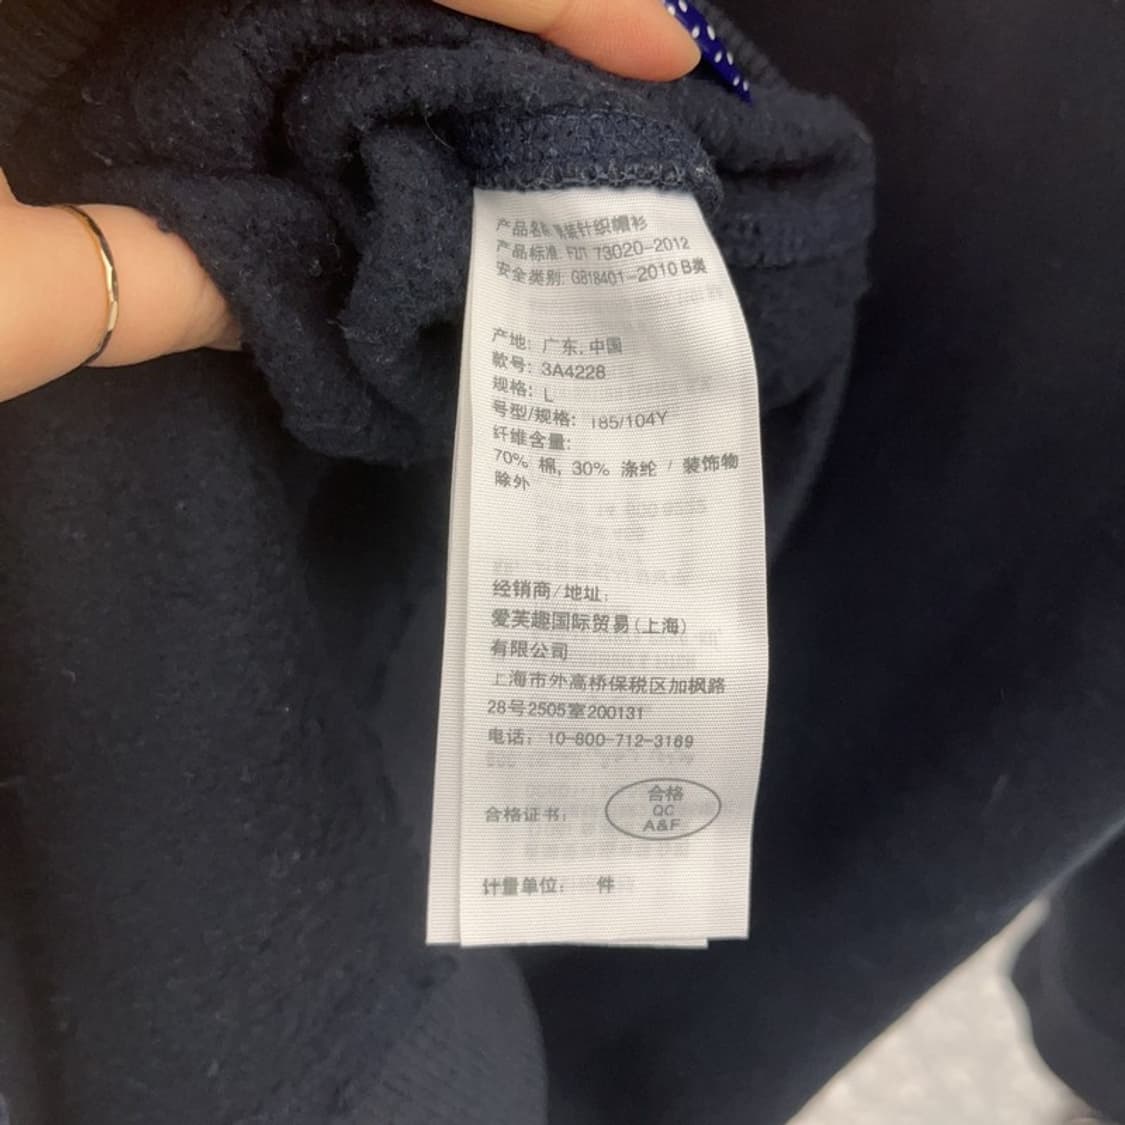 产品名称 男装针织帽衫
产品标准: FZ/T 73020-2012
安全类别: GB18401-2010 B类
产地: 广东, 中国
款号: 3A4228
规格: L
号型/规格: 185/104Y
纤维含量:
70% 棉, 30% 涤纶 / 装饰物
除外
经销商/地址:
爱芙趣国际贸易(上海)
有限公司
上海市外高桥保税区加枫路
28号2505室200131
电话: 10-800-712-3169
合格证书:
合格
QC
A&F
计量单位: 件